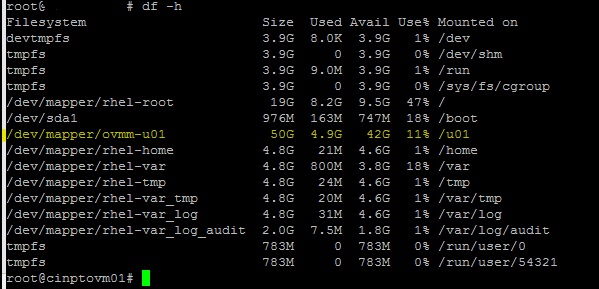 root@ # df -h
Filesystem Size Used Avail Use% Mounted on
devtmpfs 3.9G 8.0K 3.9G 1% /dev
tmpfs 3.9G 0 3.9G 0% /dev/shm
tmpfs 3.9G 9.0M 3.9G 1% /run
tmpfs 3.9G 0 3.9G 0% /sys/fs/cgroup
/dev/mapper/rhel-root 19G 8.2G 9.5G 47% /
/dev/sda1 976M 163M 747M 18% /boot
/dev/mapper/ovmm-u01 50G 4.9G 42G 11% /u01
/dev/mapper/rhel-home 4.8G 21M 4.6G 1% /home
/dev/mapper/rhel-var 4.8G 800M 3.8G 18% /var
/dev/mapper/rhel-tmp 4.8G 24M 4.6G 1% /tmp
/dev/mapper/rhel-var_tmp 4.8G 20M 4.6G 1% /var/tmp
/dev/mapper/rhel-var_log 4.8G 31M 4.6G 1% /var/log
/dev/mapper/rhel-var_log_audit 2.0G 7.5M 1.8G 1% /var/log/audit
tmpfs 783M 0 783M 0% /run/user/0
tmpfs 783M 0 783M 0% /run/user/54321
root@cinptovm01#